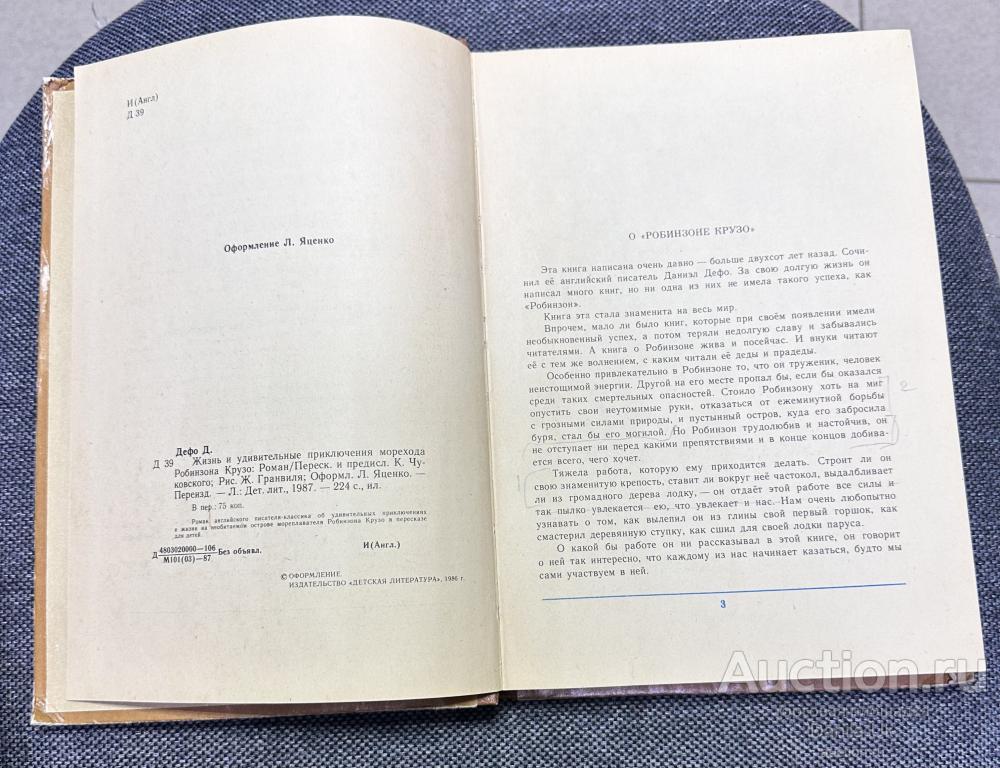 И(Англ)
Д 39
Оформление Л. Яценко
Дефо Д.
Д 39 Жизнь и удивительные приключения морехода
Робинзона Крузо: Роман/Переск. и предисл. К. Чу-
ковского; Рис. Ж. Гранвиля; Оформл. Л. Яценко. —
Переизд. — Л.: Дет. лит., 1987. — 224 с., ил.
В пер.: 75 коп.
Роман английского писателя-классика об удивительных приключениях
и жизни на необитаемом острове мореплавателя Робинзона Крузо в пересказе
для детей.
Д 4803020000—106
М101(03)—87 Без объявл.
И(Англ.)
© ОФОРМЛЕНИЕ.
ИЗДАТЕЛЬСТВО «ДЕТСКАЯ ЛИТЕРАТУРА», 1986 г.
О «РОБИНЗОНЕ КРУЗО»
Эта книга написана очень давно — больше двухсот лет назад. Сочи-
нил её английский писатель Даниэл Дефо. За свою долгую жизнь он
написал много книг, но ни одна из них не имела такого успеха, как
«Робинзон».
Книга эта стала знаменита на весь мир.
Впрочем, мало ли было книг, которые при своём появлении имели
необыкновенный успех, а потом теряли недолгую славу и забывались
читателями. А книга о Робинзоне жива и посейчас. И внуки читают
её с тем же волнением, с каким читали её деды и прадеды.
Особенно привлекательно в Робинзоне то, что он труженик, человек
неистощимой энергии. Другой на его месте пропал бы, если бы оказался
среди таких смертельных опасностей. Стоило Робинзону хоть на миг
опустить свои неутомимые руки, отказаться от ежеминутной борьбы
с грозными силами природы, и пустынный остров, куда его забросила
буря, стал бы его могилой. Но Робинзон трудолюбив и настойчив, он
не отступает ни перед какими препятствиями и в конце концов добива-
ется всего, чего хочет.
Тяжела работа, которую ему приходится делать. Строит ли он
свою знаменитую крепость, ставит ли вокруг неё частокол, выдалбливает
ли из громадного дерева лодку, — он отдаёт этой работе все силы и
так пылко увлекается ею, что увлекает и нас. Нам очень любопытно
узнавать о том, как вылепил он из глины свой первый горшок, как
смастерил деревянную ступку, как сшил для своей лодки паруса.
О какой бы работе он ни рассказывал в этой книге, он говорит
о ней так интересно, что каждому из нас начинает казаться, будто мы
сами участвуем в ней.
3
2
1
Auction.ru